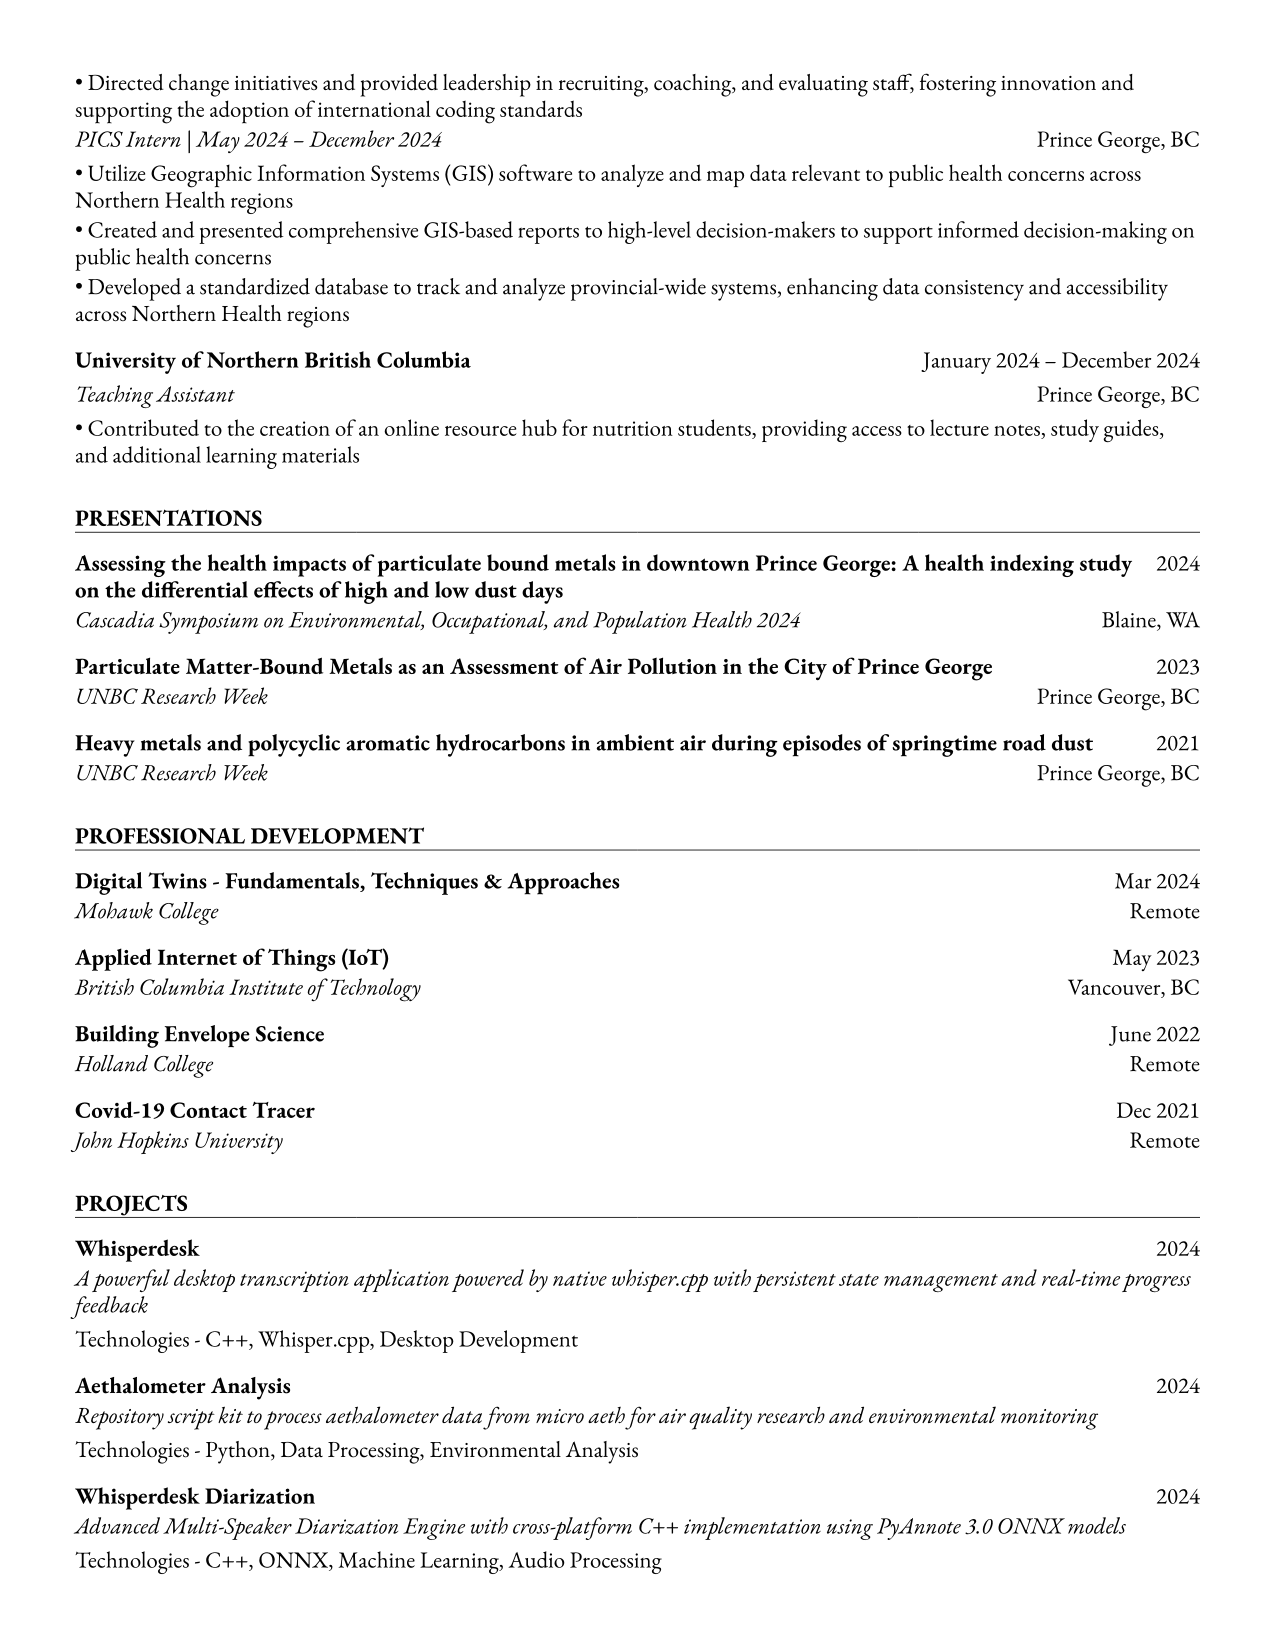 • Directed change initiatives and provided leadership in recruiting, coaching, and evaluating staff, fostering innovation and
supporting the adoption of international coding standards
PICS Intern | May 2024 – December 2024 Prince George, BC
• Utilize Geographic Information Systems (GIS) software to analyze and map data relevant to public health concerns across
Northern Health regions
• Created and presented comprehensive GIS-based reports to high-level decision-makers to support informed decision-making on
public health concerns
• Developed a standardized database to track and analyze provincial-wide systems, enhancing data consistency and accessibility
across Northern Health regions
University of Northern British Columbia January 2024 – December 2024
Teaching Assistant Prince George, BC
• Contributed to the creation of an online resource hub for nutrition students, providing access to lecture notes, study guides,
and additional learning materials
PRESENTATIONS
Assessing the health impacts of particulate bound metals in downtown Prince George: A health indexing study 2024
on the differential effects of high and low dust days
Cascadia Symposium on Environmental, Occupational, and Population Health 2024 Blaine, WA
Particulate Matter-Bound Metals as an Assessment of Air Pollution in the City of Prince George 2023
UNBC Research Week Prince George, BC
Heavy metals and polycyclic aromatic hydrocarbons in ambient air during episodes of springtime road dust 2021
UNBC Research Week Prince George, BC
PROFESSIONAL DEVELOPMENT
Digital Twins - Fundamentals, Techniques & Approaches Mar 2024
Mohawk College Remote
Applied Internet of Things (IoT) May 2023
British Columbia Institute of Technology Vancouver, BC
Building Envelope Science June 2022
Holland College Remote
Covid-19 Contact Tracer Dec 2021
John Hopkins University Remote
PROJECTS
Whisperdesk 2024
A powerful desktop transcription application powered by native whisper.cpp with persistent state management and real-time progress
feedback
Technologies - C++, Whisper.cpp, Desktop Development
Aethalometer Analysis 2024
Repository script kit to process aethalometer data from micro aeth for air quality research and environmental monitoring
Technologies - Python, Data Processing, Environmental Analysis
Whisperdesk Diarization 2024
Advanced Multi-Speaker Diarization Engine with cross-platform C++ implementation using PyAnnote 3.0 ONNX models
Technologies - C++, ONNX, Machine Learning, Audio Processing